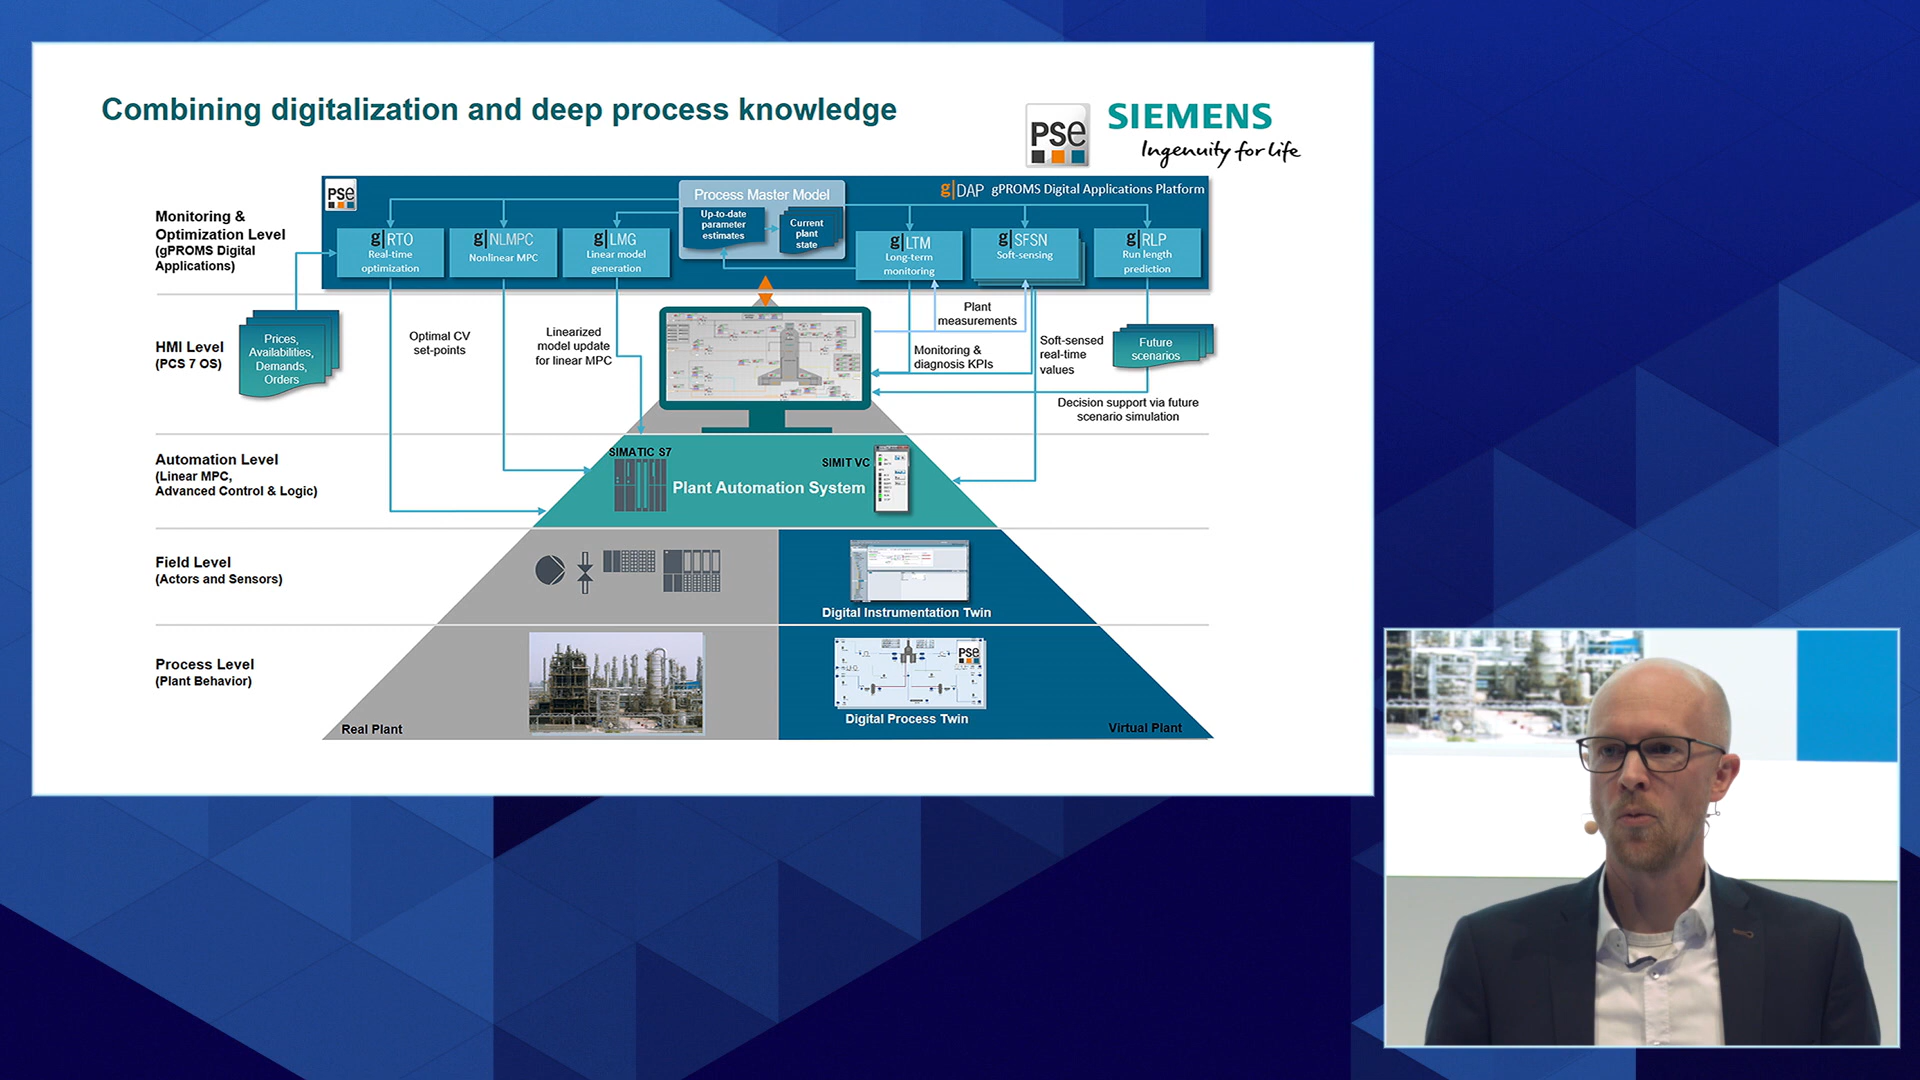 Combining digitalization and deep process knowledge
PSe
SIEMENS
Ingenuity for life
Monitoring &
Optimization Level
(gPROMS Digital
Applications)
PSe
Process Master Model
Up-to-date
parameter
estimates
Current
plant
state
g|DAP gPROMS Digital Applications Platform
g|RTO
Real-time
optimization
g|NLMPC
Nonlinear MPC
g|LMG
Linear model
generation
g|LTM
Long-term
monitoring
g|SFSN
Soft-sensing
g|RLP
Run length
prediction
HMI Level
(PCS 7 OS)
Prices,
Availabilities,
Demands,
Orders
Optimal CV
set-points
Linearized
model update
for linear MPC
Plant
measurements
Monitoring &
diagnosis KPIs
Soft-sensed
real-time
values
Future
scenarios
Decision support via future
scenario simulation
Automation Level
(Linear MPC,
Advanced Control & Logic)
SIMATIC S7
Plant Automation System
SIMIT VC
Field Level
(Actors and Sensors)
Digital Instrumentation Twin
Process Level
(Plant Behavior)
PSe
Digital Process Twin
Real Plant
Virtual Plant